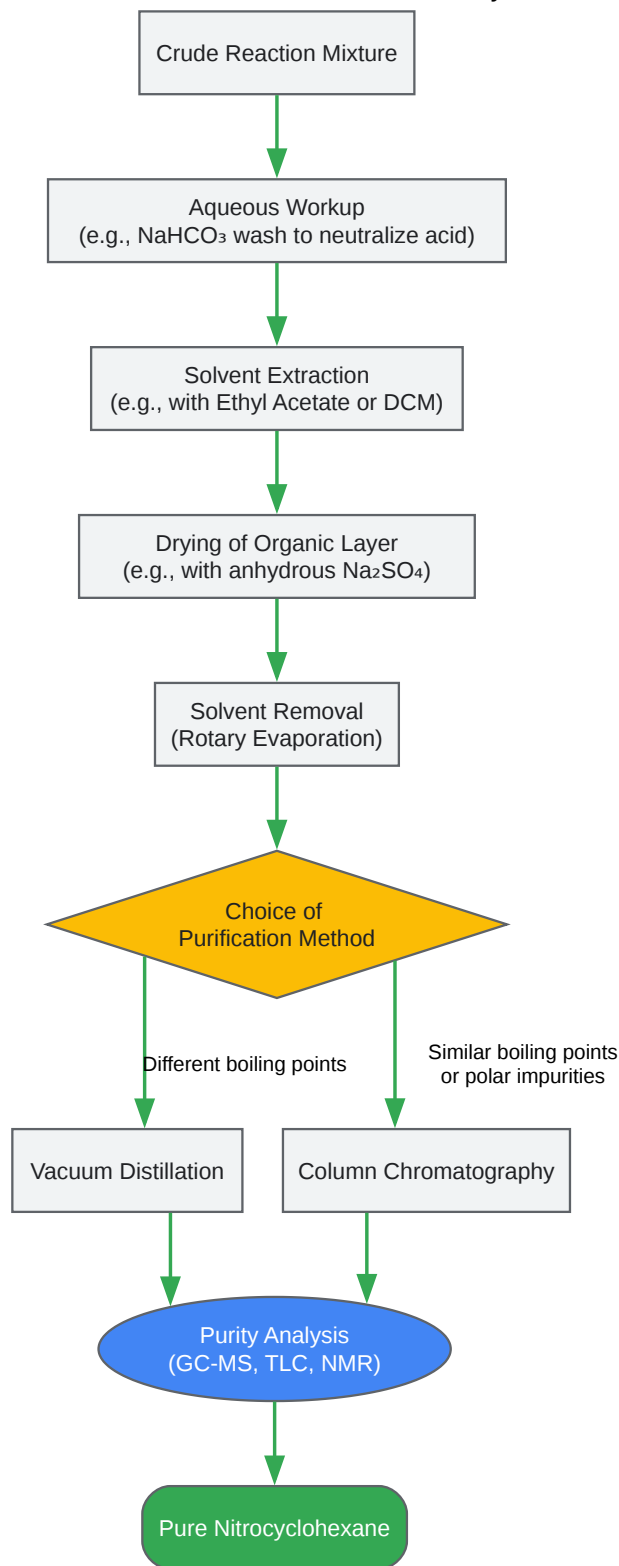 Crude Reaction Mixture
Aqueous Workup
(e.g., NaHCO₃ wash to neutralize acid)
Solvent Extraction
(e.g., with Ethyl Acetate or DCM)
Drying of Organic Layer
(e.g., with anhydrous Na₂SO₄)
Solvent Removal
(Rotary Evaporation)
Choice of
Purification Method
Different boiling points
Similar boiling points
or polar impurities
Vacuum Distillation
Column Chromatography
Purity Analysis
(GC-MS, TLC, NMR)
Pure Nitrocyclohexane